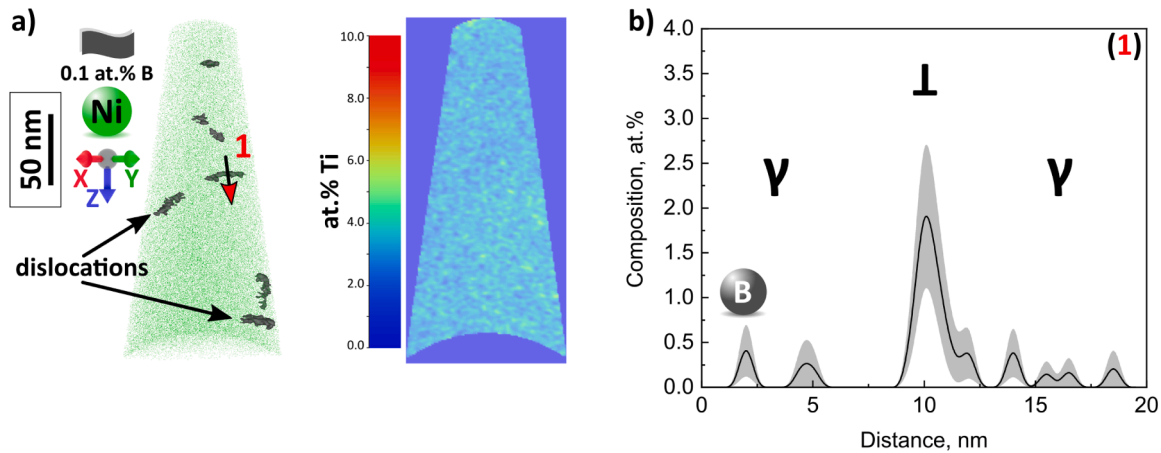 a)
0.1 at.% B
Ni
50 nm
X
Y
Z
1
dislocations
at.% Ti
10.0
8.0
6.0
4.0
2.0
0.0
b)
(1)
Composition, at.%
4.0
3.5
3.0
2.5
2.0
1.5
1.0
0.5
0.0
⊥
γ
γ
B
0 5 10 15 20
Distance, nm